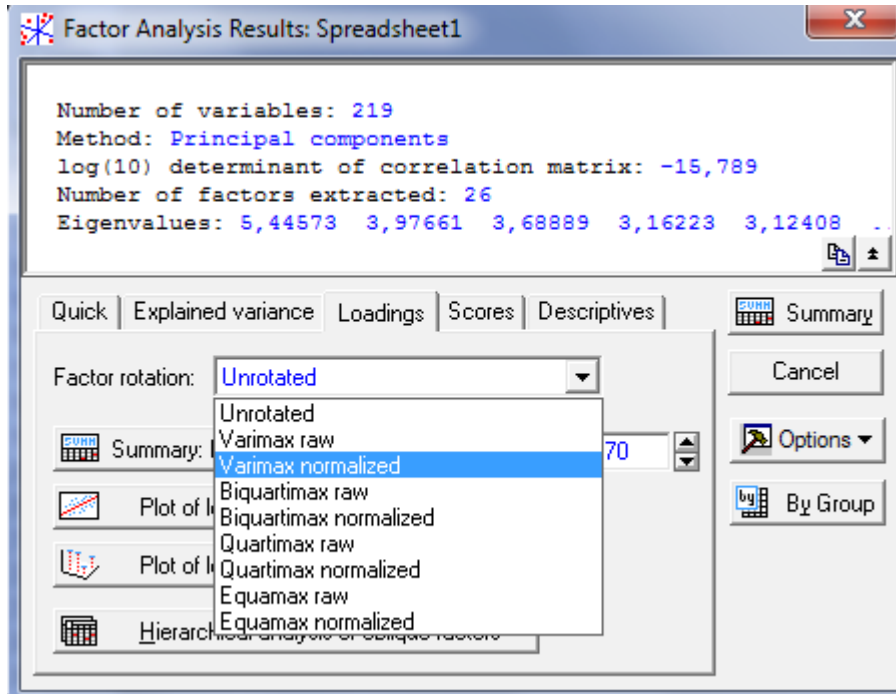 Factor Analysis Results: Spreadsheet1
Number of variables: 219
Method: Principal components
log(10) determinant of correlation matrix: -15,789
Number of factors extracted: 26
Eigenvalues: 5,44573 3,97661 3,68889 3,16223 3,12408
Quick Explained variance Loadings Scores Descriptives
Factor rotation: Unrotated
Unrotated
Varimax raw
Varimax normalized
Biquartimax raw
Biquartimax normalized
Quartimax raw
Quartimax normalized
Equamax raw
Equamax normalized
Summary:
70
Plot of
Plot of
Summary
Cancel
Options
By Group